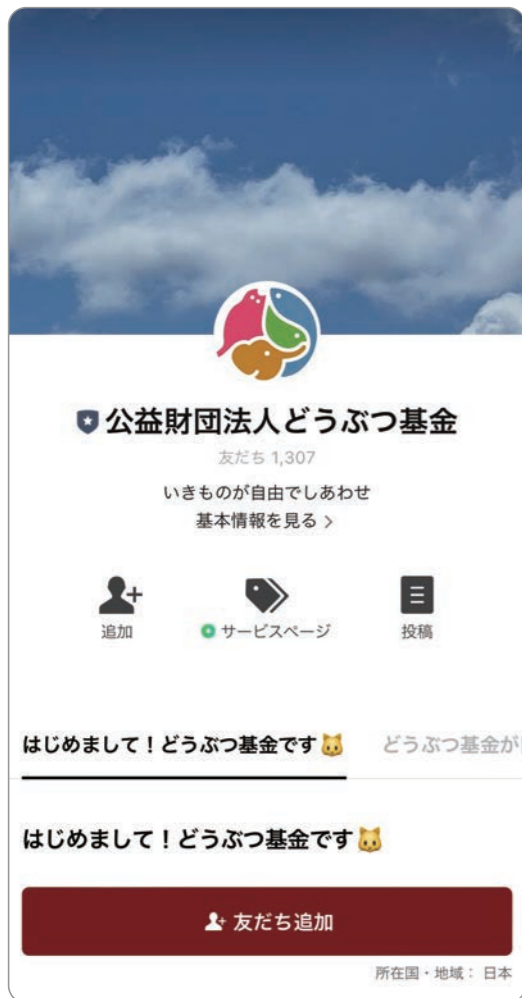 公益財団法人どうぶつ基金
友だち 1,307
いきものが自由でしあわせ
基本情報を見る >
追加
サービスページ
投稿
はじめまして！どうぶつ基金です🐱 どうぶつ基金が
はじめまして！どうぶつ基金です🐱
友だち追加
所在国・地域： 日本